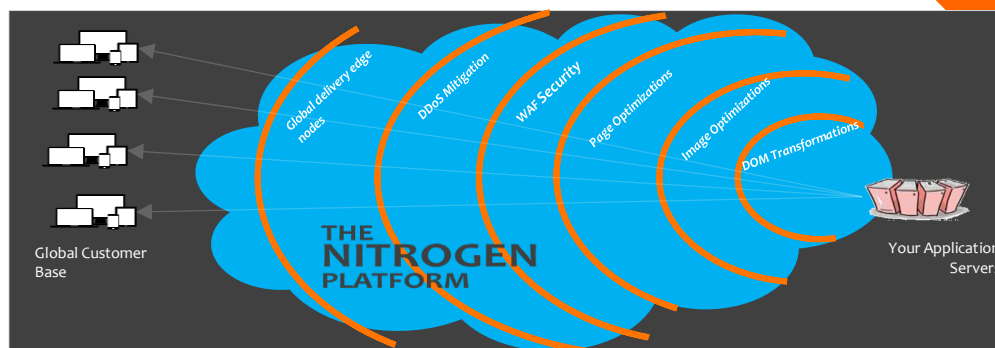 Global delivery edge
nodes
DDoS Mitigation
WAF Security
Page Optimizations
Image Optimizations
DOM Transformations
THE
NITROGEN
PLATFORM
Global Customer
Base
Your Application
Server